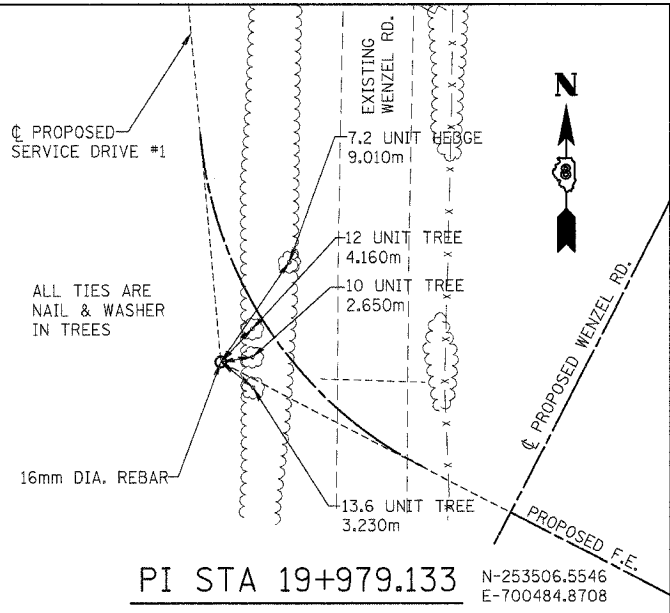 EXISTING
WENZEL RD.
N
8
℄ PROPOSED
SERVICE DRIVE #1
7.2 UNIT HEDGE
9.010m
12 UNIT TREE
4.160m
10 UNIT TREE
2.650m
ALL TIES ARE
NAIL & WASHER
IN TREES
℄ PROPOSED WENZEL RD.
16mm DIA. REBAR
13.6 UNIT TREE
3.230m
PROPOSED F.E.
PI STA 19+979.133
N-253506.5546
E-700484.8708